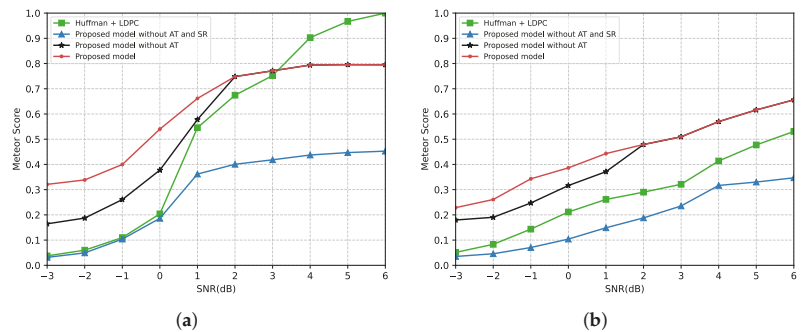 Huffman + LDPC
Proposed model without AT and SR
Proposed model without AT
Proposed model
1.0
0.9
0.8
0.7
0.6
0.5
0.4
0.3
0.2
0.1
0.0
Meteor Score
−3 −2 −1 0 1 2 3 4 5 6
SNR(dB)
(a)
Huffman + LDPC
Proposed model without AT and SR
Proposed model without AT
Proposed model
1.0
0.9
0.8
0.7
0.6
0.5
0.4
0.3
0.2
0.1
0.0
Meteor Score
−3 −2 −1 0 1 2 3 4 5 6
SNR(dB)
(b)